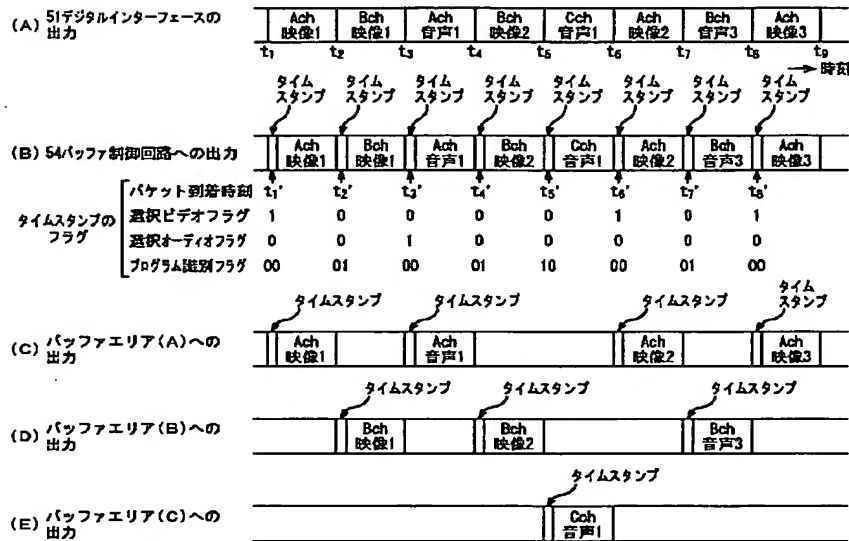 (A) 51デジタルインターフェースの
出力
Ach
映像1
Bch
映像1
Ach
音声1
Bch
映像2
Cch
音声1
Ach
映像2
Bch
音声3
Ach
映像3
t1 t2 t3 t4 t5 t6 t7 t8 t9
→ 時刻
タイム
スタンプ
タイム
スタンプ
タイム
スタンプ
タイム
スタンプ
タイム
スタンプ
タイム
スタンプ
タイム
スタンプ
タイム
スタンプ
(B) 54バッファ制御回路への出力
Ach
映像1
Bch
映像1
Ach
音声1
Bch
映像2
Cch
音声1
Ach
映像2
Bch
音声3
Ach
映像3
タイムスタンプの
フラグ
パケット到着時刻 t1' t2' t3' t4' t5' t6' t7' t8'
選択ビデオフラグ 1 0 0 0 0 1 0 1
選択オーディオフラグ 0 0 1 0 0 0 0 0
プログラム識別フラグ 00 01 00 01 10 00 01 00
タイムスタンプ
タイムスタンプ
タイムスタンプ
タイム
スタンプ
(C) バッファエリア(A)への
出力
Ach
映像1
Ach
音声1
Ach
映像2
Ach
映像3
タイムスタンプ
タイムスタンプ
タイムスタンプ
(D) バッファエリア(B)への
出力
Bch
映像1
Bch
映像2
Bch
音声3
タイムスタンプ
(E) バッファエリア(C)への
出力
Cch
音声1